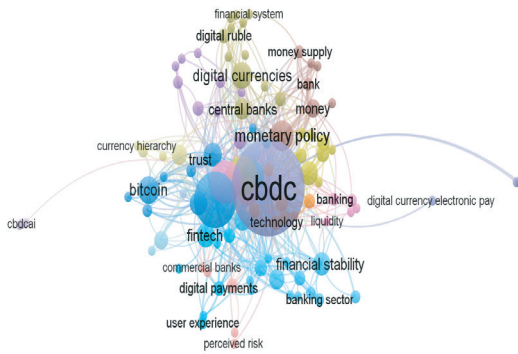 financial system
digital ruble
money supply
digital currencies
bank
central banks
money
monetary policy
currency hierarchy
trust
bitcoin
cbdc
banking
digital currency electronic pay
cbdcai
technology
liquidity
fintech
commercial banks
financial stability
digital payments
banking sector
user experience
perceived risk